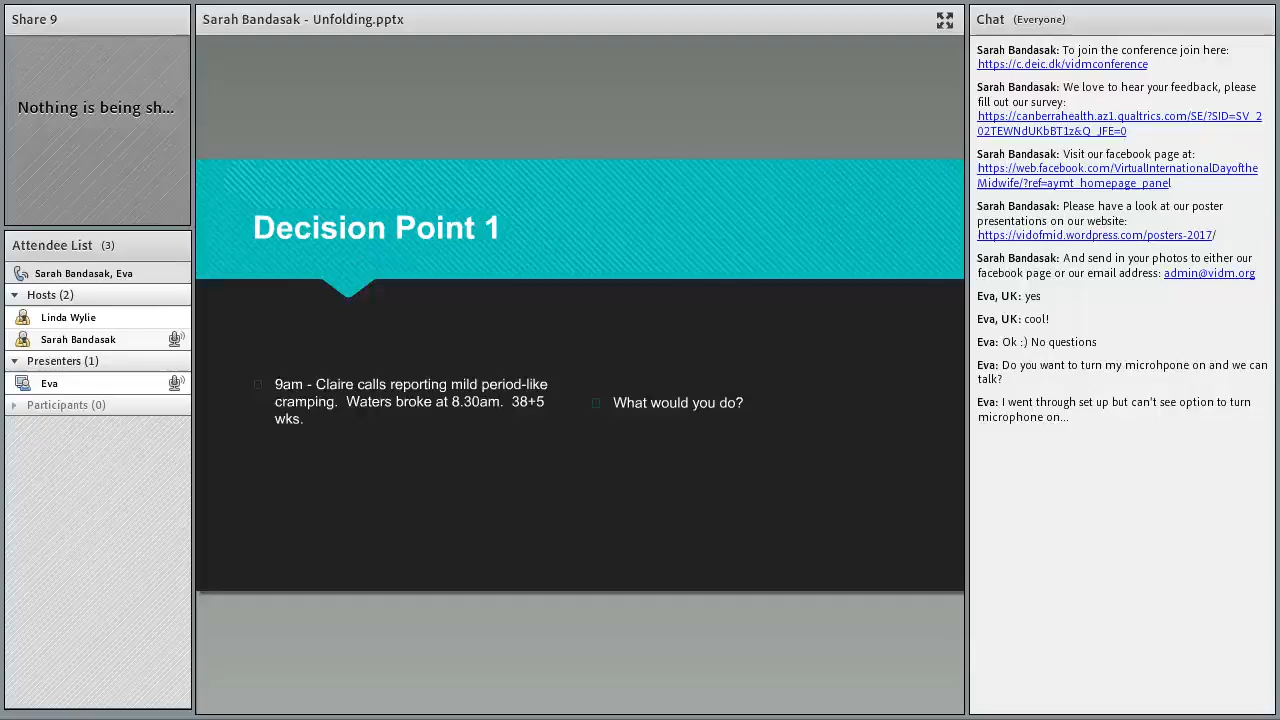 Share 9
Nothing is being sh...
Attendee List (3)
Sarah Bandasak, Eva
Hosts (2)
Linda Wylie
Sarah Bandasak
Presenters (1)
Eva
Participants (0)
Sarah Bandasak - Unfolding.pptx
Decision Point 1
9am - Claire calls reporting mild period-like
cramping. Waters broke at 8.30am. 38+5
wks.
What would you do?
Chat (Everyone)
Sarah Bandasak: To join the conference join here:
https://c.deic.dk/vidmconference
Sarah Bandasak: We love to hear your feedback, please
fill out our survey:
https://canberrahealth.az1.qualtrics.com/SE/?SID=SV_2
02TEWNdUKbBT1z&Q_JFE=0
Sarah Bandasak: Visit our facebook page at:
https://web.facebook.com/VirtualInternationalDayofthe
Midwife/?ref=aymt_homepage_panel
Sarah Bandasak: Please have a look at our poster
presentations on our website:
https://vidofmid.wordpress.com/posters-2017/
Sarah Bandasak: And send in your photos to either our
facebook page or our email address: admin@vidm.org
Eva, UK: yes
Eva, UK: cool!
Eva: Ok :) No questions
Eva: Do you want to turn my microhpone on and we can
talk?
Eva: I went through set up but can't see option to turn
microphone on...